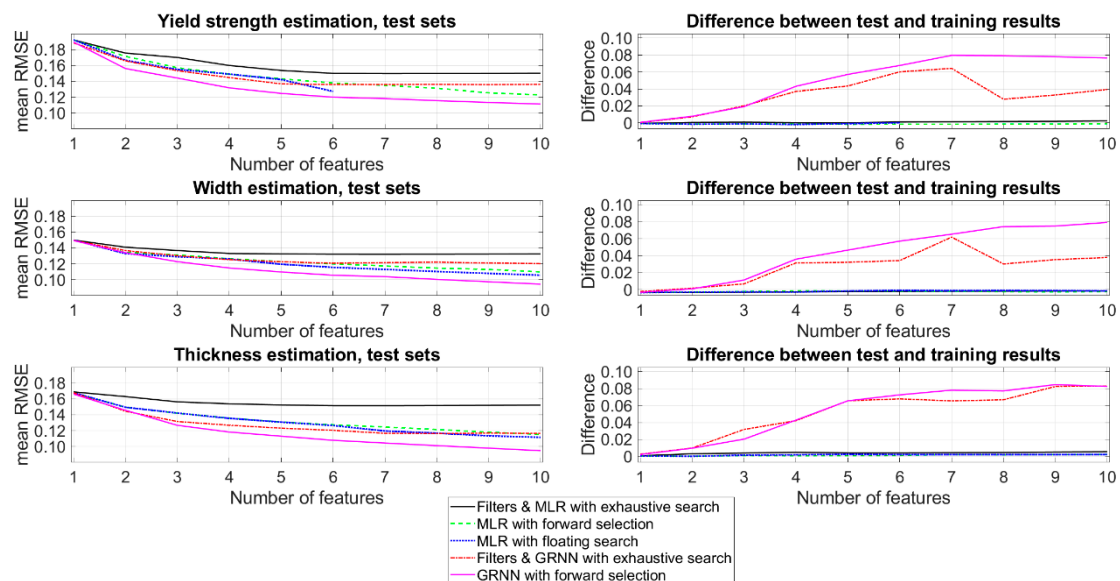 Yield strength estimation, test sets
mean RMSE
0.18
0.16
0.14
0.12
0.10
1 2 3 4 5 6 7 8 9 10
Number of features
Difference between test and training results
Difference
0.10
0.08
0.06
0.04
0.02
0
1 2 3 4 5 6 7 8 9 10
Number of features
Width estimation, test sets
mean RMSE
0.18
0.16
0.14
0.12
0.10
1 2 3 4 5 6 7 8 9 10
Number of features
Difference between test and training results
Difference
0.10
0.08
0.06
0.04
0.02
0
1 2 3 4 5 6 7 8 9 10
Number of features
Thickness estimation, test sets
mean RMSE
0.18
0.16
0.14
0.12
0.10
1 2 3 4 5 6 7 8 9 10
Number of features
Difference between test and training results
Difference
0.10
0.08
0.06
0.04
0.02
0
1 2 3 4 5 6 7 8 9 10
Number of features
Filters & MLR with exhaustive search
MLR with forward selection
MLR with floating search
Filters & GRNN with exhaustive search
GRNN with forward selection